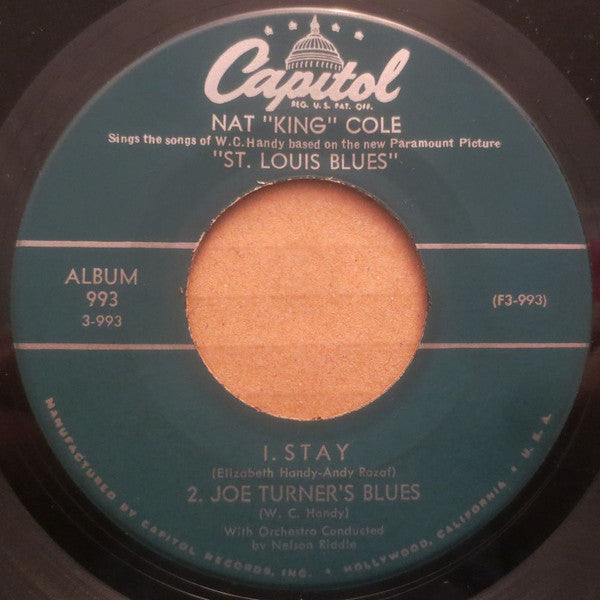 Capitol
REG. U.S. PAT. OFF.
NAT "KING" COLE
Sings the songs of W.C. Handy based on the new Paramount Picture
"ST. LOUIS BLUES"
ALBUM
993
3-993
(F3-993)
1. STAY
(Elizabeth Handy-Andy Razaf)
2. JOE TURNER'S BLUES
(W. C. Handy)
With Orchestra Conducted
by Nelson Riddle
MANUFACTURED BY CAPITOL RECORDS, INC. • HOLLYWOOD, CALIFORNIA • U.S.A.